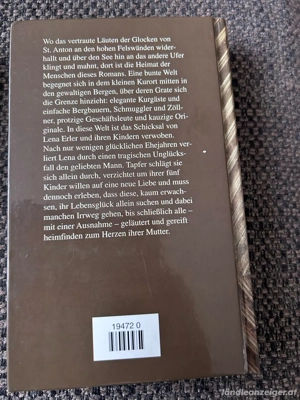 Wo das vertraute Läuten der Glocken von
St. Anton an den hohen Felswänden wider-
hallt und über den See hin an das andere Ufer
klingt und mahnt, dort ist die Heimat der
Menschen dieses Romans. Eine bunte Welt
begegnet sich in dem kleinen Kurort mitten in
den gewaltigen Bergen, über deren Grate sich
die Grenze hinzieht: elegante Kurgäste und
einfache Bergbauern, Schmuggler und Zöll-
ner, protzige Geschäftsleute und kauzige Ori-
ginale. In diese Welt ist das Schicksal von
Lena Erler und ihren Kindern verwoben.
Nach nur wenigen glücklichen Ehejahren ver-
liert Lena durch einen tragischen Unglücks-
fall den geliebten Mann. Tapfer schlägt sie
sich allein durch, verzichtet um ihrer fünf
Kinder willen auf eine neue Liebe und muss
dennoch erleben, dass diese, kaum erwach-
sen, ihr Lebensglück allein suchen und dabei
manchen Irrweg gehen, bis schließlich alle –
mit einer Ausnahme – geläutert und gereift
heimfinden zum Herzen ihrer Mutter.
19472 0
ländleanzeiger.at